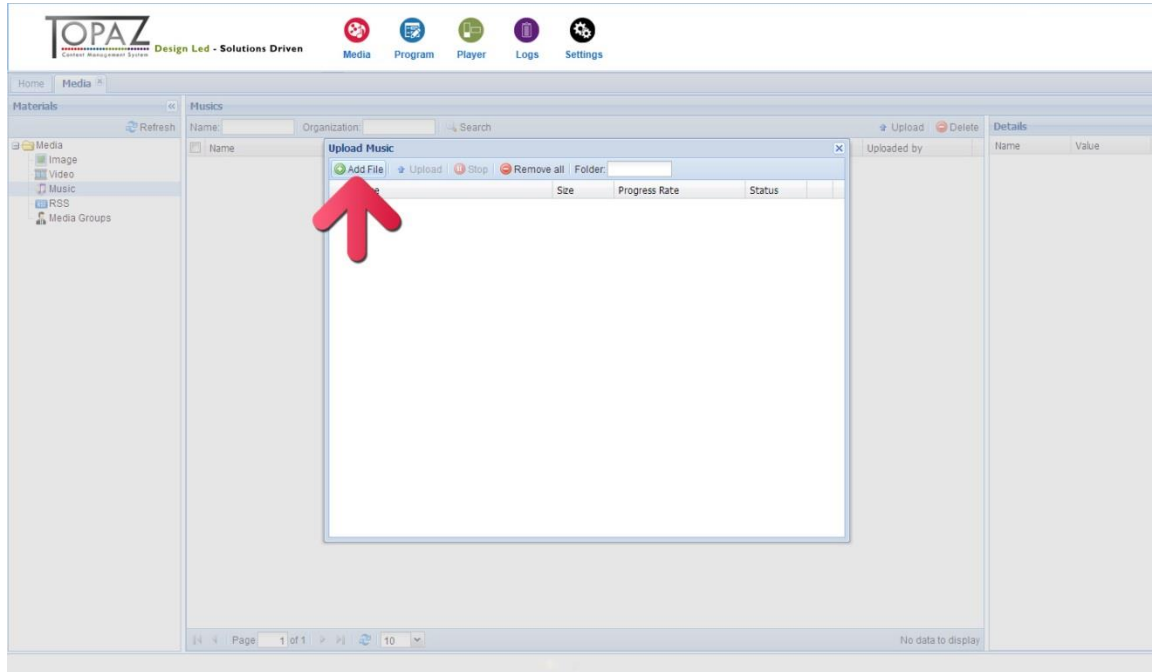 TOPAZ
Content Management System
Design Led - Solutions Driven
Media Program Player Logs Settings
Home Media
Materials
Refresh
Media
Image
Video
Music
RSS
Media Groups
Musics
Name: Organization: Search Upload Delete
Name Uploaded by
Upload Music
Add File Upload Stop Remove all Folder:
Size Progress Rate Status
Page 1 of 1 10 No data to display
Details
Name Value